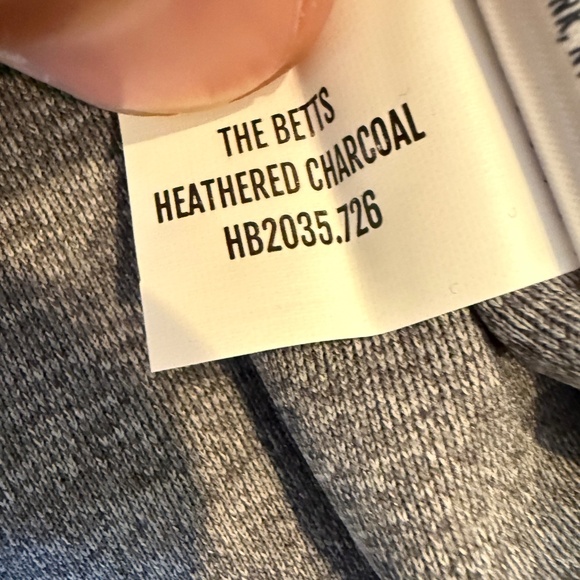 THE BETTS
HEATHERED CHARCOAL
HB2035.726